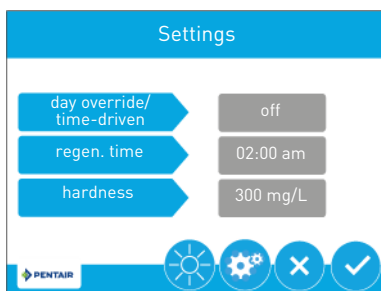 Settings
day override/
time-driven
off
regen. time
02:00 am
hardness
300 mg/L
PENTAIR